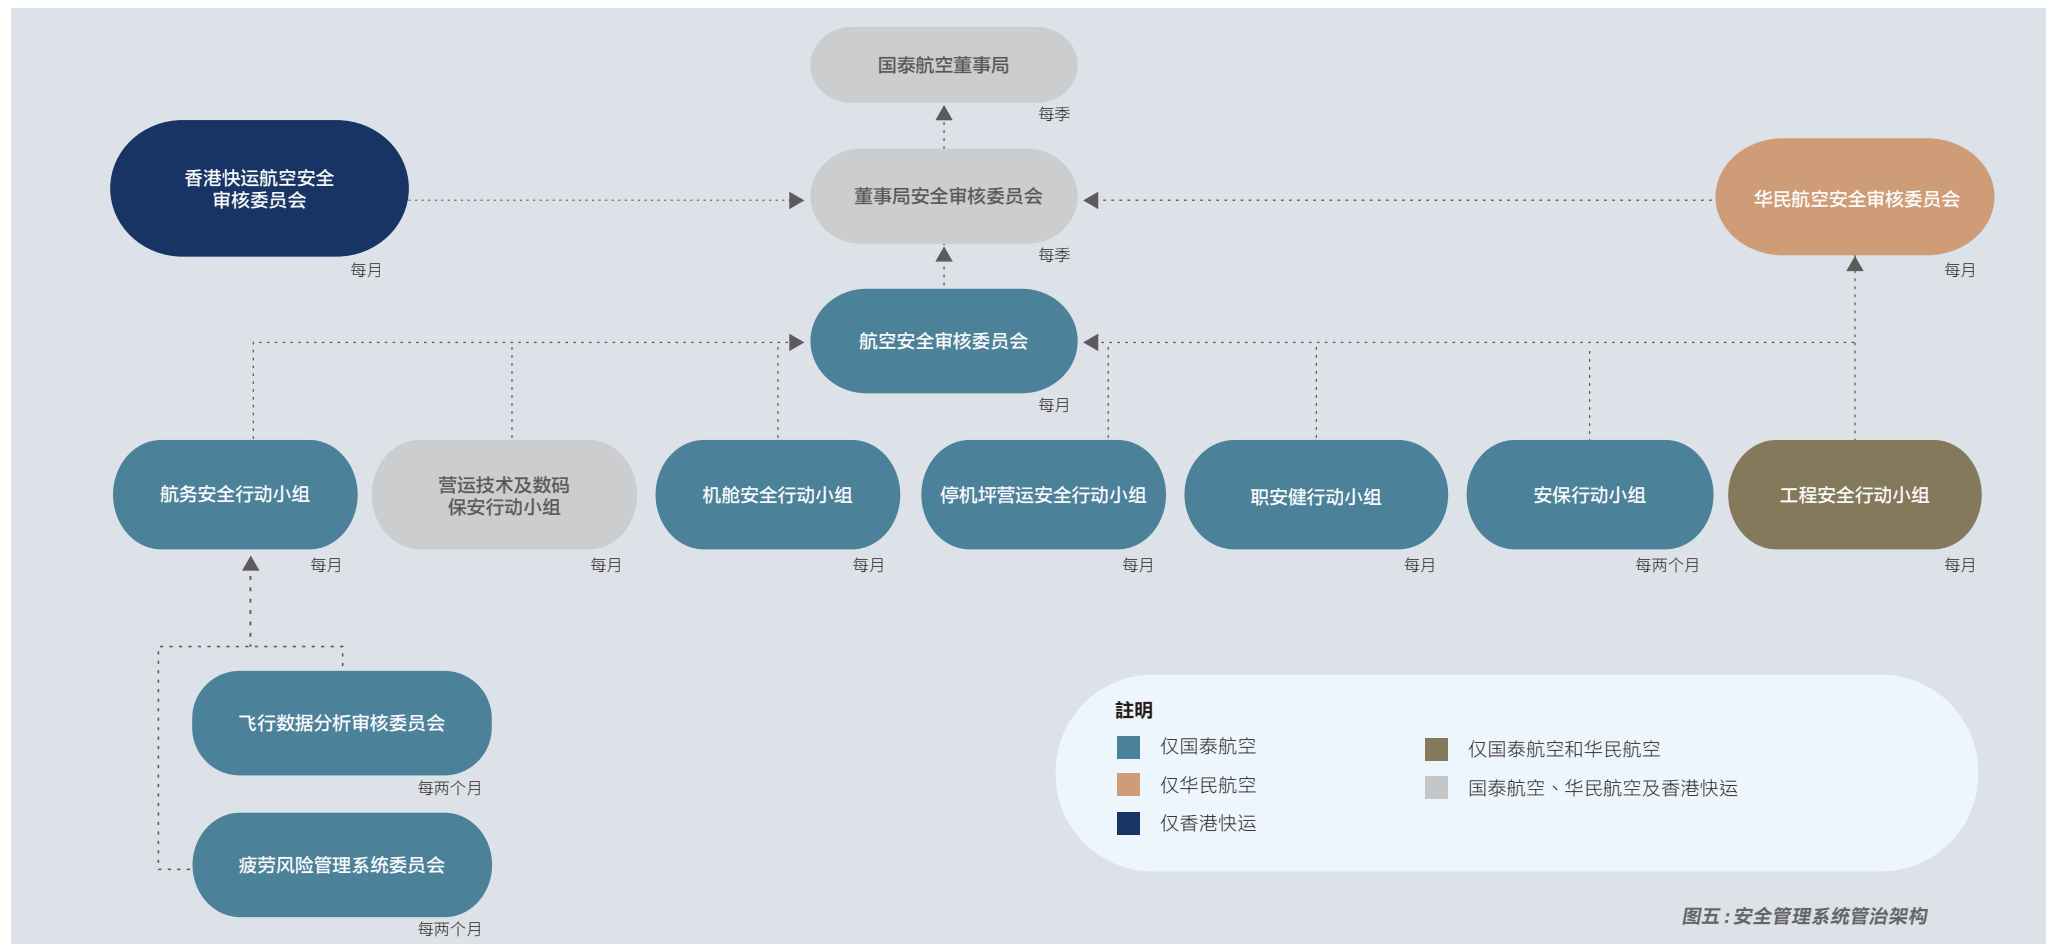 国泰航空董事局
每季
香港快运航空安全
审核委员会
每月
董事局安全审核委员会
每季
华民航空安全审核委员会
每月
航空安全审核委员会
每月
航务安全行动小组
每月
营运技术及数码
保安行动小组
每月
机舱安全行动小组
每月
停机坪营运安全行动小组
每月
职安健行动小组
每月
安保行动小组
每两个月
工程安全行动小组
每月
飞行数据分析审核委员会
每两个月
疲劳风险管理系统委员会
每两个月
註明
仅国泰航空
仅华民航空
仅香港快运
仅国泰航空和华民航空
国泰航空、华民航空及香港快运
图五：安全管理系统管治架构